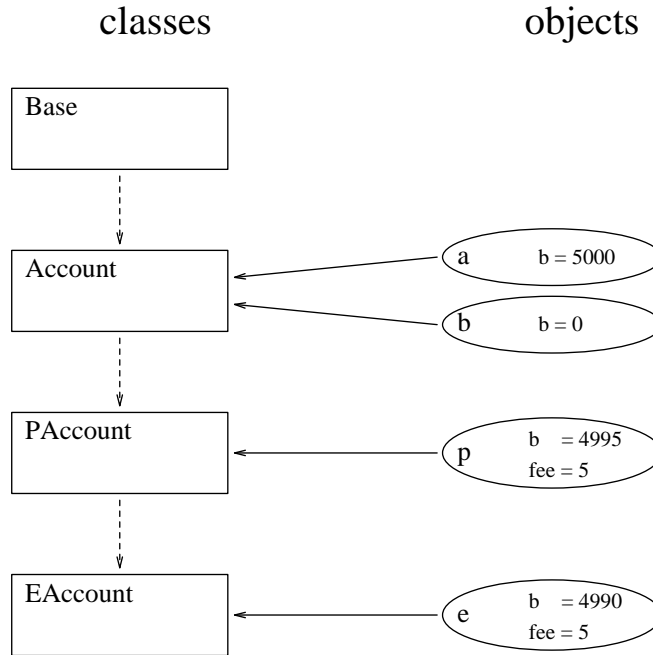 classes objects
Base
Account
a b = 5000
b b = 0
PAccount
p b = 4995
fee = 5
EAccount
e b = 4990
fee = 5